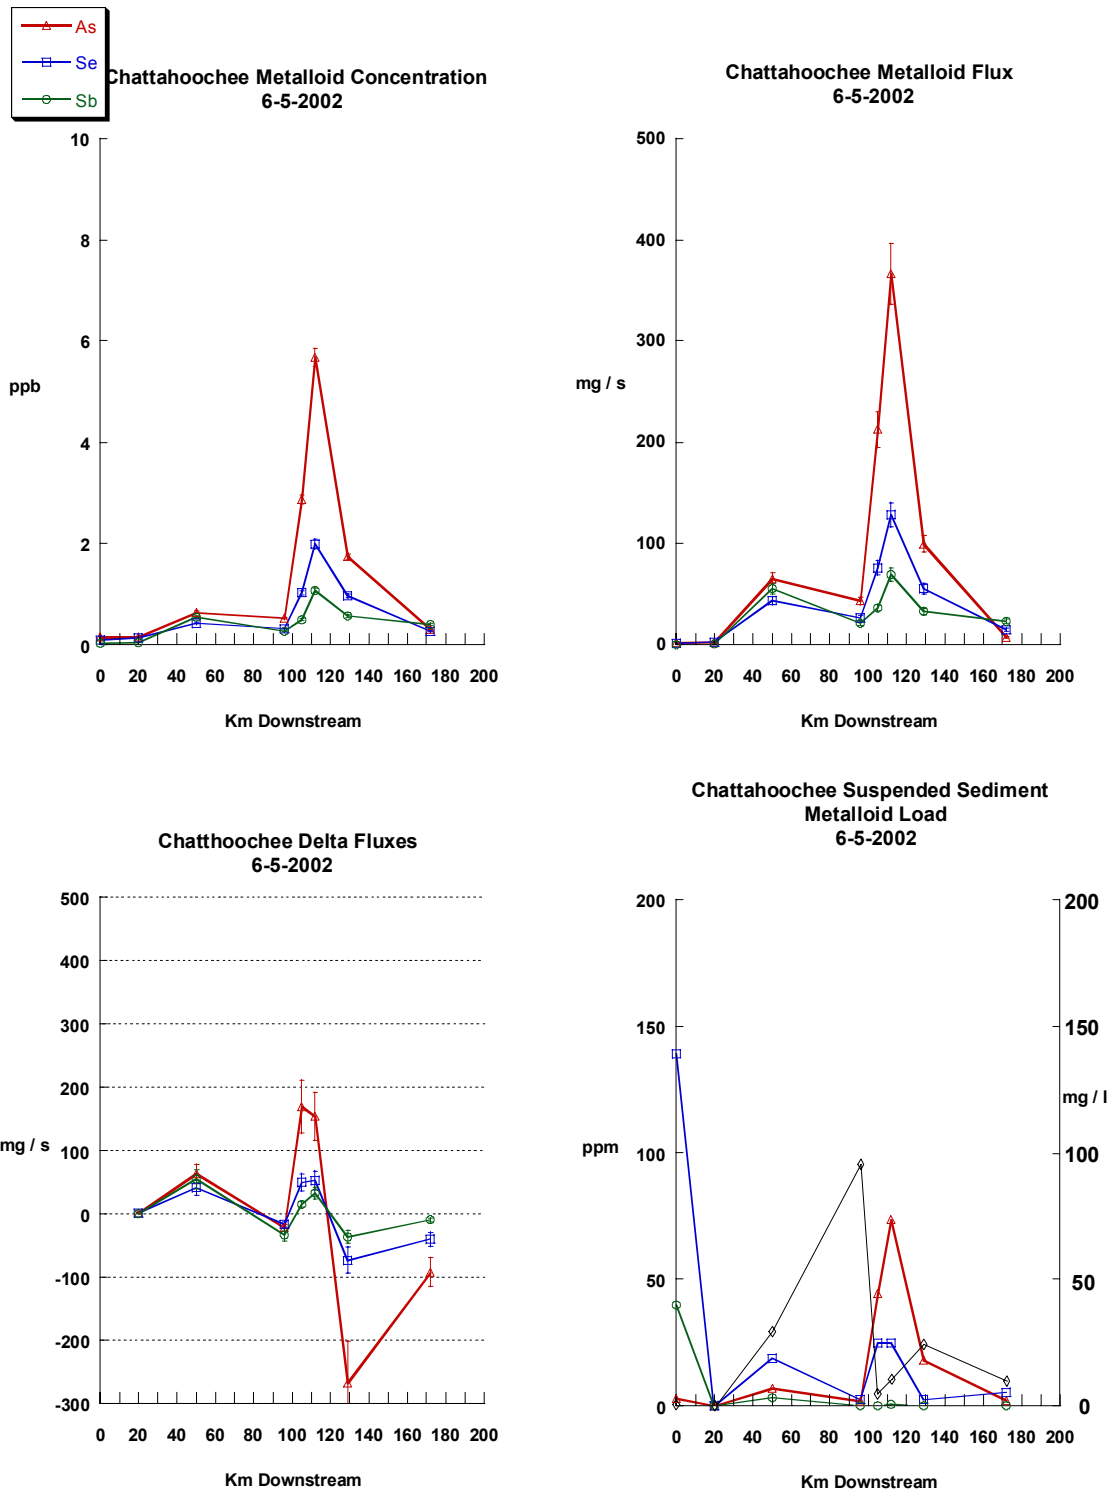 As
Se
Sb
Chattahoochee Metalloid Concentration
6-5-2002
10
8
6
ppb
4
2
0
0 20 40 60 80 100 120 140 160 180 200
Km Downstream
Chattahoochee Metalloid Flux
6-5-2002
500
400
300
mg / s
200
100
0
0 20 40 60 80 100 120 140 160 180 200
Km Downstream
Chatthoochee Delta Fluxes
6-5-2002
500
400
300
200
mg / s
100
0
-100
-200
-300
0 20 40 60 80 100 120 140 160 180 200
Km Downstream
Chattahoochee Suspended Sediment
Metalloid Load
6-5-2002
200
150
ppm
100
50
0
200
150
mg / l
100
50
0
0 20 40 60 80 100 120 140 160 180 200
Km Downstream